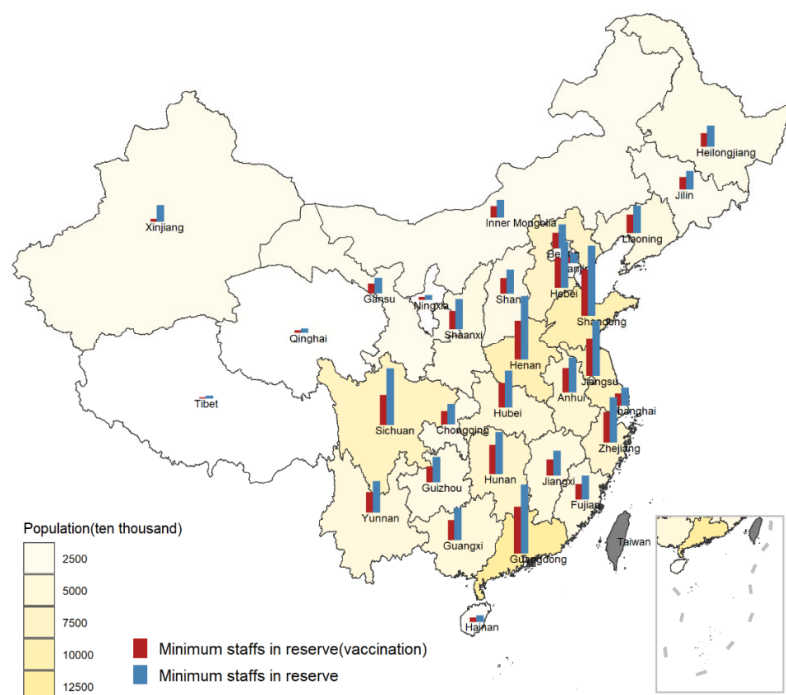 Heilongjiang
Jilin
Xinjiang
Inner Mongolia
Liaoning
Gansu
Ningxia
Hebei
Shaanxi
Shandong
Qinghai
Henan
Jiangsu
Tibet
Hubei
Anhui
Sichuan
Chongqing
Zhejiang
Guizhou
Hunan
Jiangxi
Yunnan
Fujian
Guangxi
Guangdong
Taiwan
Hainan
Population(ten thousand)
2500
5000
7500
10000
12500
Minimum staffs in reserve(vaccination)
Minimum staffs in reserve